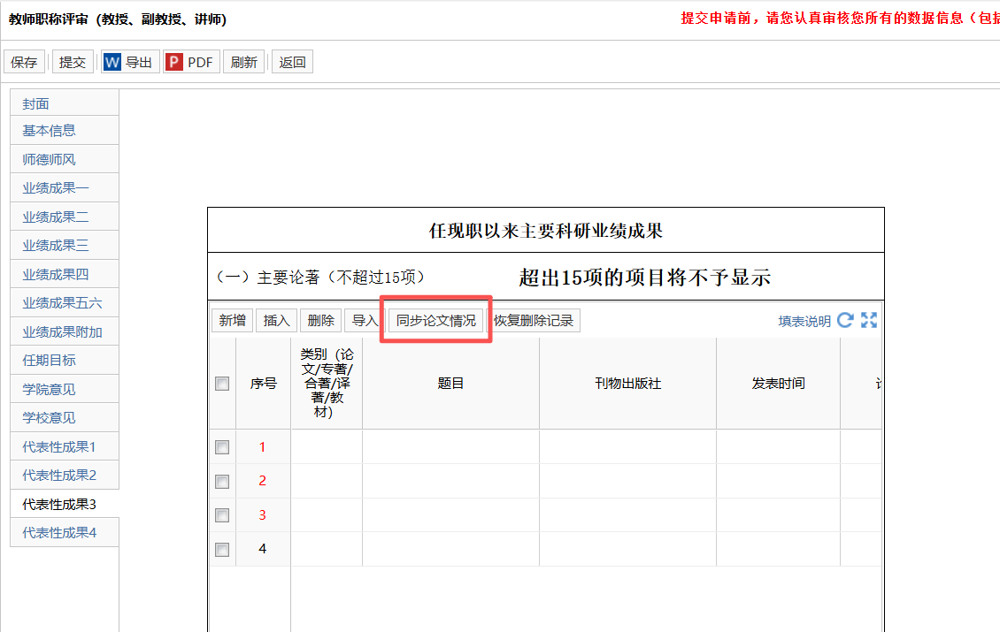 教师职称评审（教授、副教授、讲师)
提交申请前，请您认真审核您所有的数据信息（包括
保存 提交 W 导出 P PDF 刷新 返回
封面
基本信息
师德师风
业绩成果一
业绩成果二
业绩成果三
业绩成果四
业绩成果五六
业绩成果附加
任期目标
学院意见
学校意见
代表性成果1
代表性成果2
代表性成果3
代表性成果4
任现职以来主要科研业绩成果
（一）主要论著（不超过15项） 超出15项的项目将不予显示
新增 插入 删除 导入 同步论文情况 恢复删除记录 填表说明
序号 类别（论文/专著/合著/译著/教材） 题目 刊物出版社 发表时间
1
2
3
4